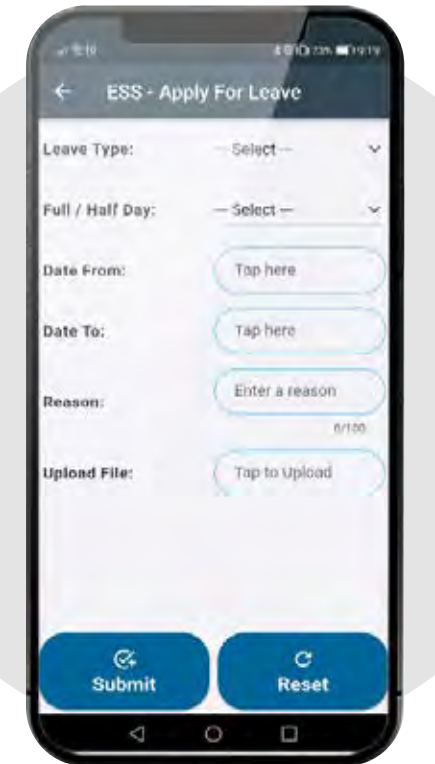 ESS - Apply For Leave
Leave Type: -- Select --
Full / Half Day: -- Select --
Date From: Tap here
Date To: Tap here
Reason: Enter a reason
0/100
Upload File: Tap to Upload
Submit Reset